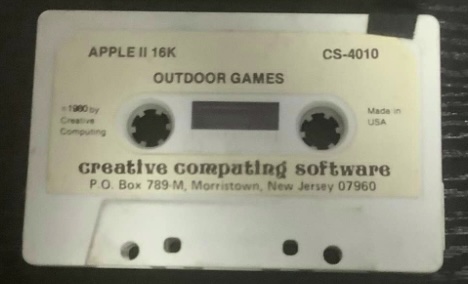 APPLE II 16K
CS-4010
OUTDOOR GAMES
©1980 by
Creative
Computing
Made in
USA
creative computing software
P.O. Box 789-M, Morristown, New Jersey 07960